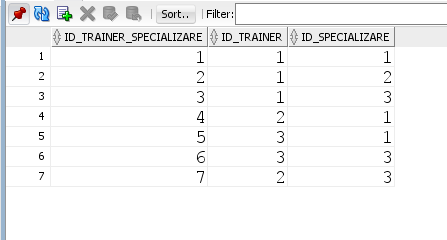 Sort.. Filter:
ID_TRAINER_SPECIALIZARE ID_TRAINER ID_SPECIALIZARE
1 1 1 1
2 2 1 2
3 3 1 3
4 4 2 1
5 5 3 1
6 6 3 3
7 7 2 3